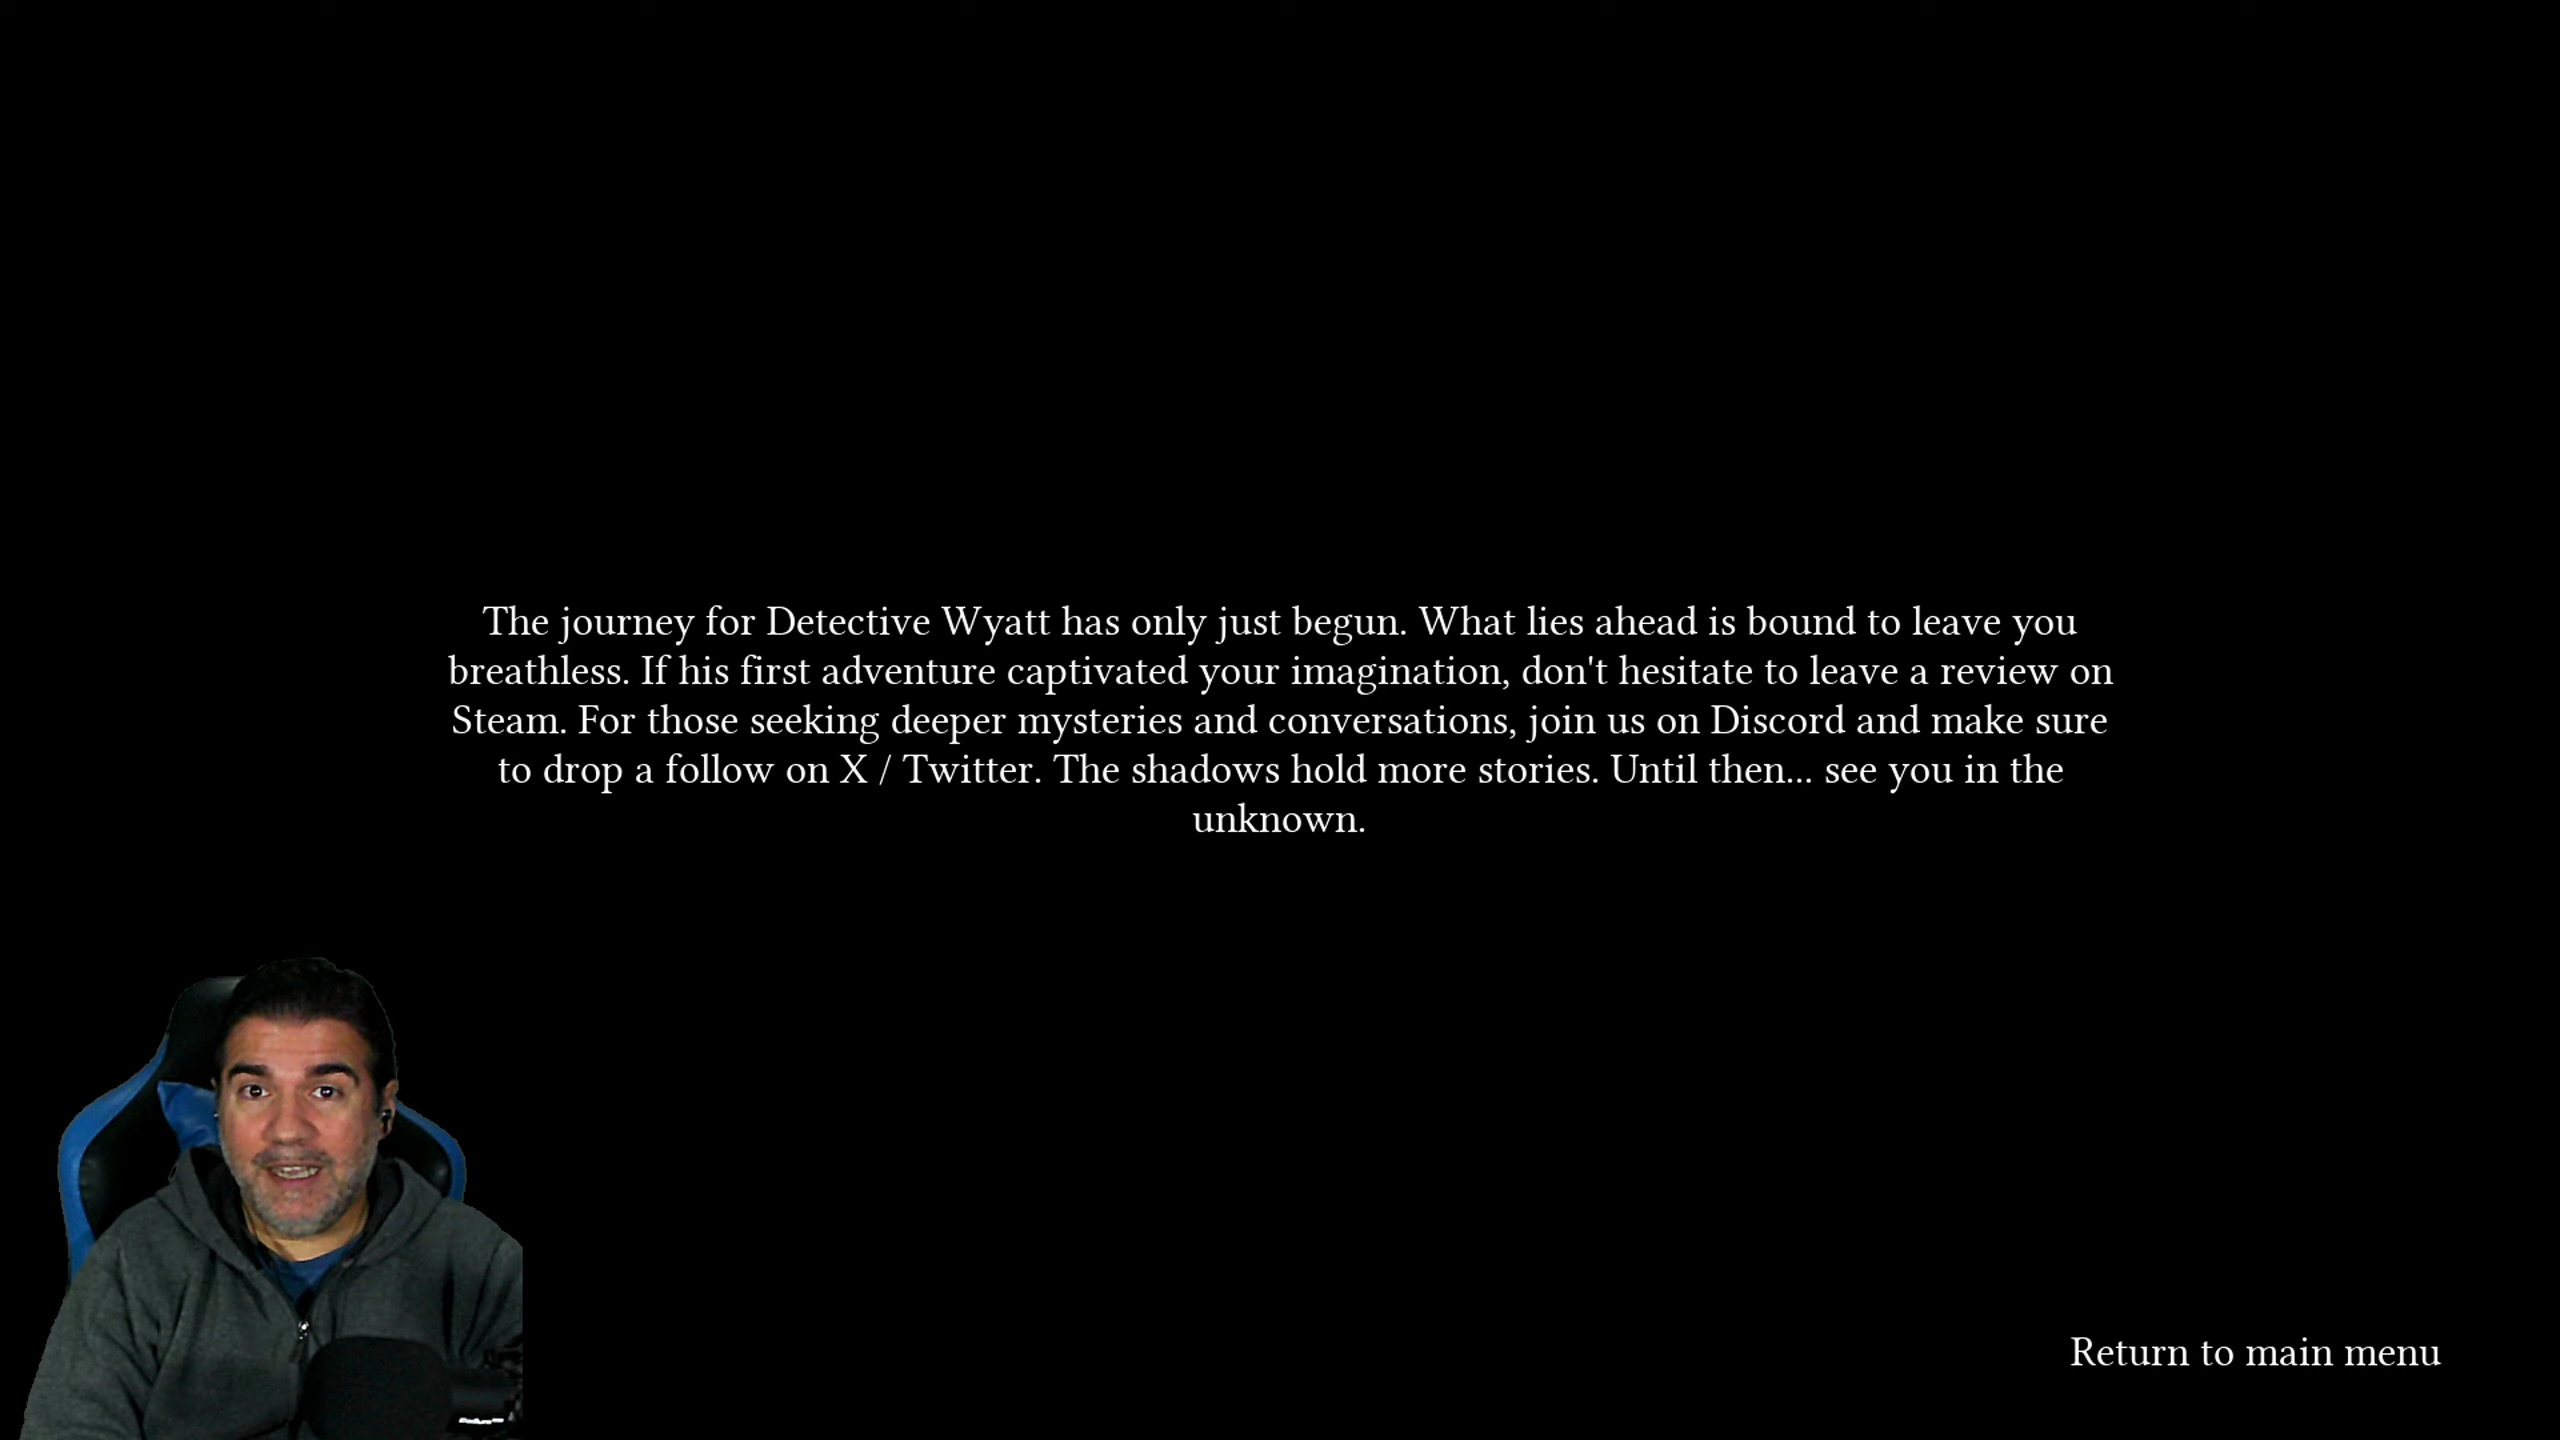 The journey for Detective Wyatt has only just begun. What lies ahead is bound to leave you
breathless. If his first adventure captivated your imagination, don't hesitate to leave a review on
Steam. For those seeking deeper mysteries and conversations, join us on Discord and make sure
to drop a follow on X / Twitter. The shadows hold more stories. Until then... see you in the
unknown.
Return to main menu